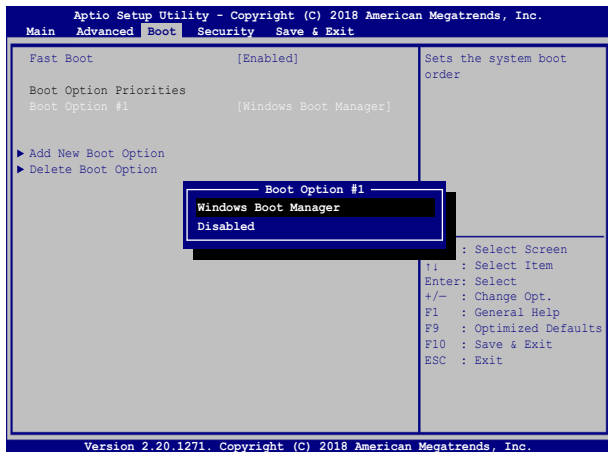 Aptio Setup Utility - Copyright (C) 2018 American Megatrends, Inc.
Main Advanced Boot Security Save & Exit
Fast Boot [Enabled]
Boot Option Priorities
Boot Option #1 [Windows Boot Manager]
► Add New Boot Option
► Delete Boot Option
Boot Option #1
Windows Boot Manager
Disabled
Sets the system boot
order
: Select Screen
↑↓ : Select Item
Enter: Select
+/— : Change Opt.
F1 : General Help
F9 : Optimized Defaults
F10 : Save & Exit
ESC : Exit
Version 2.20.1271. Copyright (C) 2018 American Megatrends, Inc.